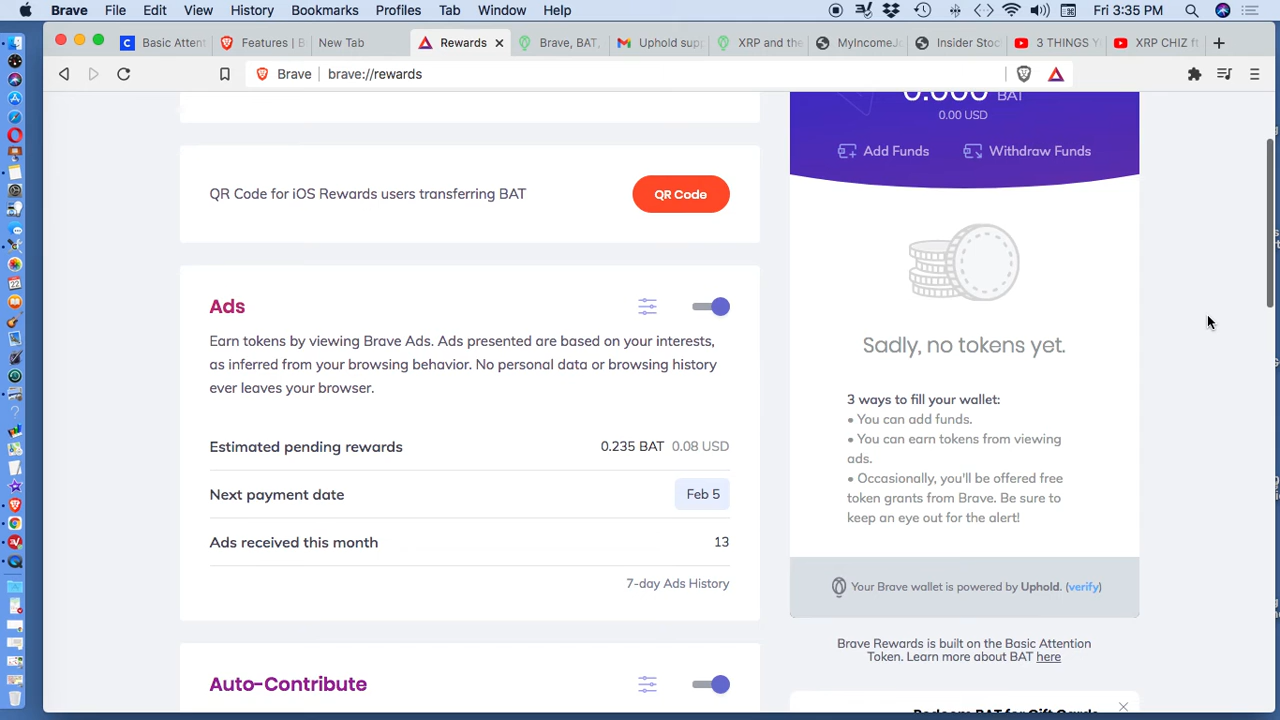 Brave File Edit View History Bookmarks Profiles Tab Window Help Fri 3:35 PM
Basic Attent Features | B New Tab Rewards Brave, BAT, Uphold sup XRP and the MyIncomeJo Insider Stoc 3 THINGS Y XRP CHIZ ft
Brave | brave://rewards
0.000 BAT
0.00 USD
Add Funds Withdraw Funds
QR Code for iOS Rewards users transferring BAT QR Code
Ads
Earn tokens by viewing Brave Ads. Ads presented are based on your interests,
as inferred from your browsing behavior. No personal data or browsing history
ever leaves your browser.
Estimated pending rewards 0.235 BAT 0.08 USD
Next payment date Feb 5
Ads received this month 13
7-day Ads History
Auto-Contribute
Sadly, no tokens yet.
3 ways to fill your wallet:
• You can add funds.
• You can earn tokens from viewing
ads.
• Occasionally, you'll be offered free
token grants from Brave. Be sure to
keep an eye out for the alert!
Your Brave wallet is powered by Uphold. (verify)
Brave Rewards is built on the Basic Attention
Token. Learn more about BAT here
Redeem BAT for Gift Cards